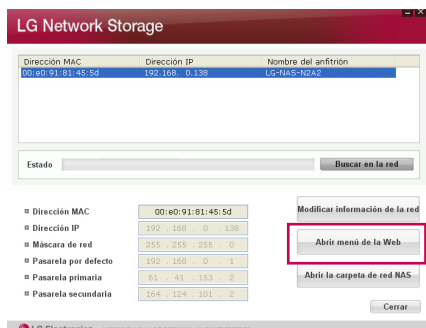 LG Network Storage
Dirección MAC Dirección IP Nombre del anfitrión
00:e0:91:81:45:5d 192.168. 0.138 LG-NAS-N2A2
Estado Buscar en la red
Modificar información de la red
Dirección MAC 00:e0:91:81:45:5d
Dirección IP 192 . 168 . 0 . 138
Máscara de red 255 . 255 . 255 . 0
Abrir menú de la Web
Pasarela por defecto 192 . 168 . 0 . 1
Pasarela primaria 61 . 41 . 153 . 2
Abrir la carpeta de red NAS
Pasarela secundaria 164 . 124 . 101 . 2
Cerrar
LG Electronics